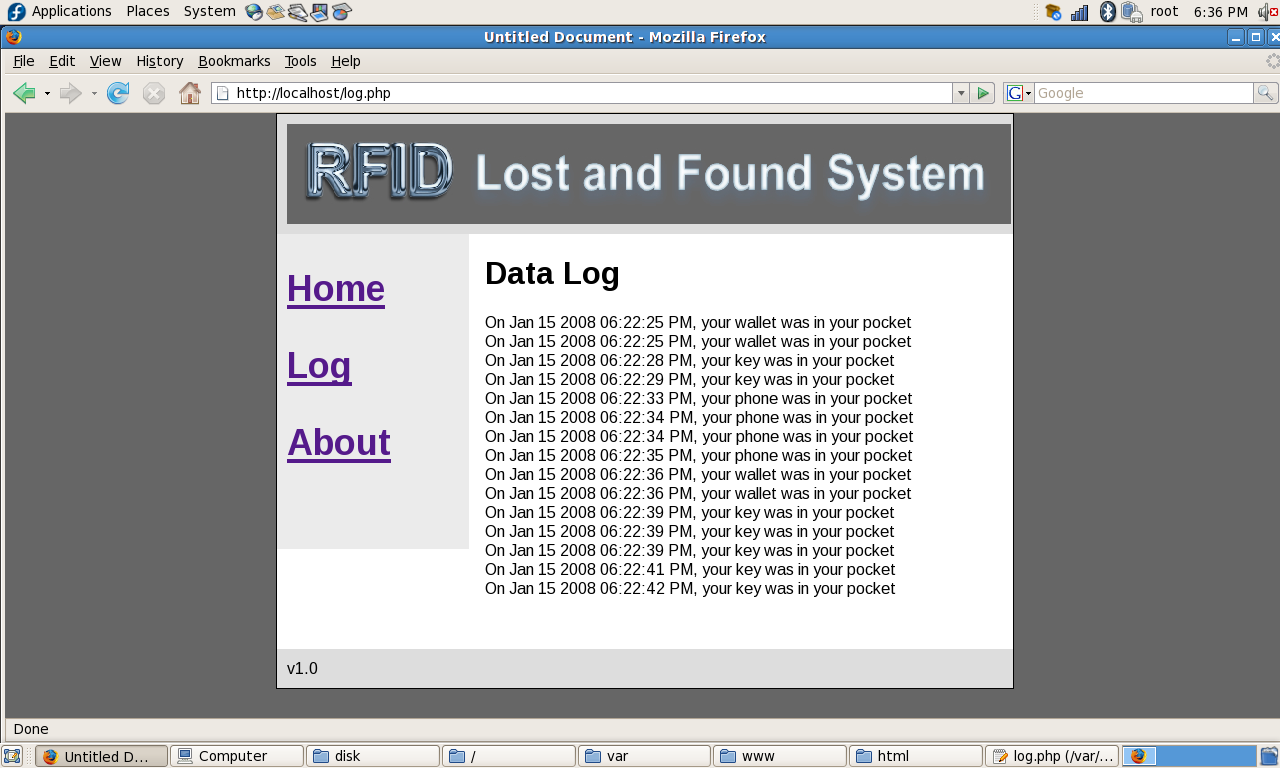 Applications Places System root 6:36 PM
Untitled Document - Mozilla Firefox
File Edit View History Bookmarks Tools Help
http://localhost/log.php G Google
RFID Lost and Found System
Home
Log
About
Data Log
On Jan 15 2008 06:22:25 PM, your wallet was in your pocket
On Jan 15 2008 06:22:25 PM, your wallet was in your pocket
On Jan 15 2008 06:22:28 PM, your key was in your pocket
On Jan 15 2008 06:22:29 PM, your key was in your pocket
On Jan 15 2008 06:22:33 PM, your phone was in your pocket
On Jan 15 2008 06:22:34 PM, your phone was in your pocket
On Jan 15 2008 06:22:34 PM, your phone was in your pocket
On Jan 15 2008 06:22:35 PM, your phone was in your pocket
On Jan 15 2008 06:22:36 PM, your wallet was in your pocket
On Jan 15 2008 06:22:36 PM, your wallet was in your pocket
On Jan 15 2008 06:22:39 PM, your key was in your pocket
On Jan 15 2008 06:22:39 PM, your key was in your pocket
On Jan 15 2008 06:22:39 PM, your key was in your pocket
On Jan 15 2008 06:22:41 PM, your key was in your pocket
On Jan 15 2008 06:22:42 PM, your key was in your pocket
v1.0
Done
Untitled D... Computer disk / var www html log.php (/var/...